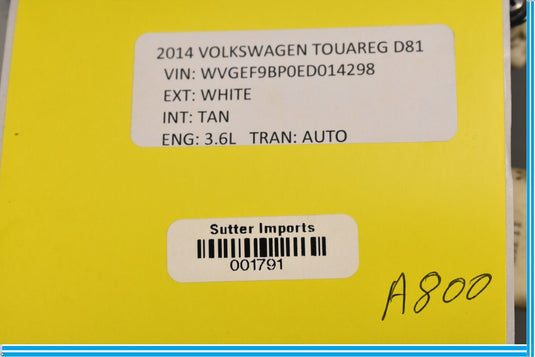 2014 VOLKSWAGEN TOUAREG D81
VIN: WVGEF9BP0ED014298
EXT: WHITE
INT: TAN
ENG: 3.6L TRAN: AUTO
Sutter Imports
001791
A800